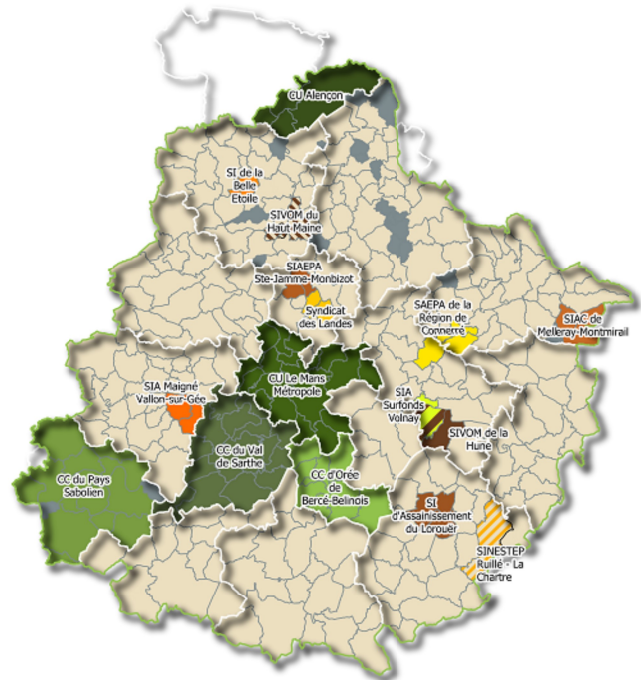 CU Alençon
SI de la
Belle
Etoile
SIVOM du
Haut Maine
SIAEPA
Ste-Jamme-Monbizot
Syndicat
des Landes
SAEPA de la
Région de
Connerré
SIAC de
Melleray-Montmirail
CU Le Mans
Métropole
SIA Maigné
Vallon-sur-Gée
SIA
Surfonds
Volnay
SIVOM de la
Hune
CC du Val
de Sarthe
CC du Pays
Sabolien
CC d'Orée
de
Bercé-Belinois
SI
d'Assainissement
du Lorouër
SINESTEP
Ruillé - La
Chartre